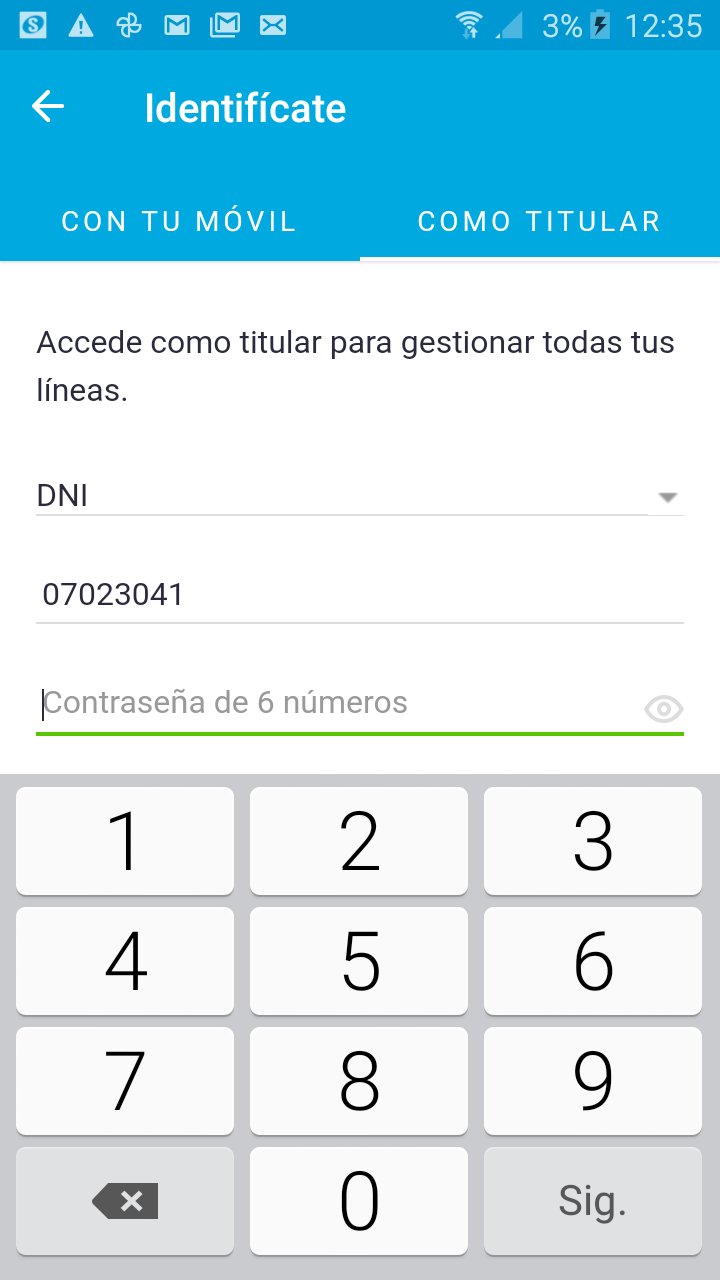 3% 12:35
Identifícate
CON TU MÓVIL COMO TITULAR
Accede como titular para gestionar todas tus
líneas.
DNI
07023041
Contraseña de 6 números
1 2 3
4 5 6
7 8 9
0 Sig.